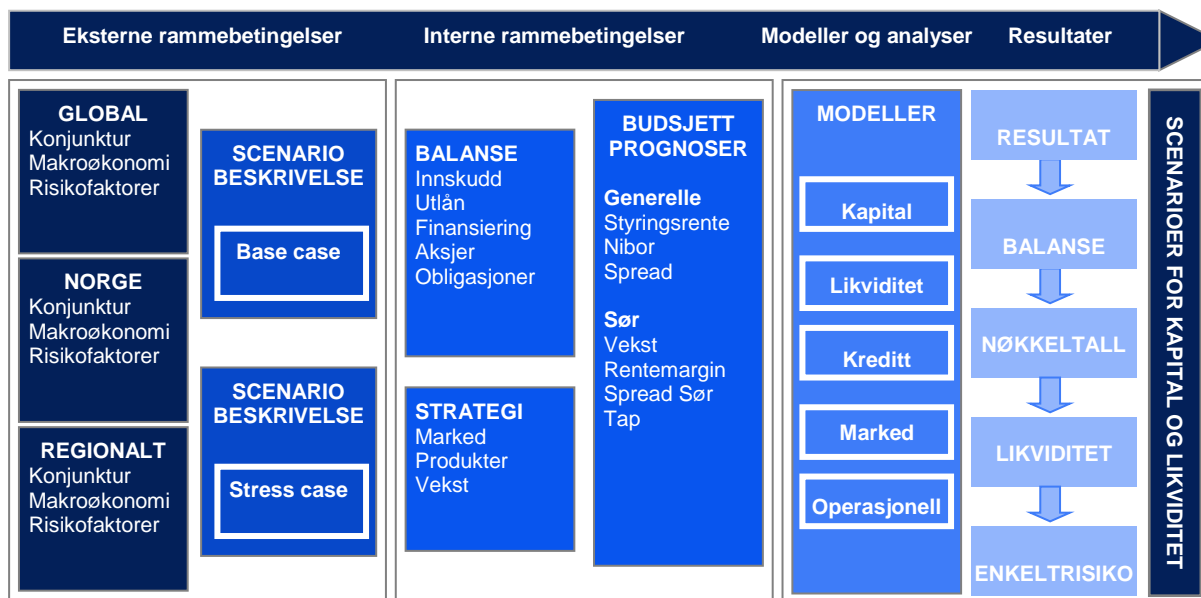 Eksterne rammebetingelser
Interne rammebetingelser
Modeller og analyser
Resultater
GLOBAL
Konjunktur
Makroøkonomi
Risikofaktorer
NORGE
Konjunktur
Makroøkonomi
Risikofaktorer
REGIONALT
Konjunktur
Makroøkonomi
Risikofaktorer
SCENARIO
BESKRIVELSE
Base case
SCENARIO
BESKRIVELSE
Stress case
BALANSE
Innskudd
Utlån
Finansiering
Aksjer
Obligasjoner
STRATEGI
Marked
Produkter
Vekst
BUDSJETT
PROGNOSER
Generelle
Styringsrente
Nibor
Spread
Sør
Vekst
Rentemargin
Spread Sør
Tap
MODELLER
Kapital
Likviditet
Kreditt
Marked
Operasjonell
RESULTAT
BALANSE
NØKKELTALL
LIKVIDITET
ENKELTRISIKO
SCENARIOER FOR KAPITAL OG LIKVIDITET